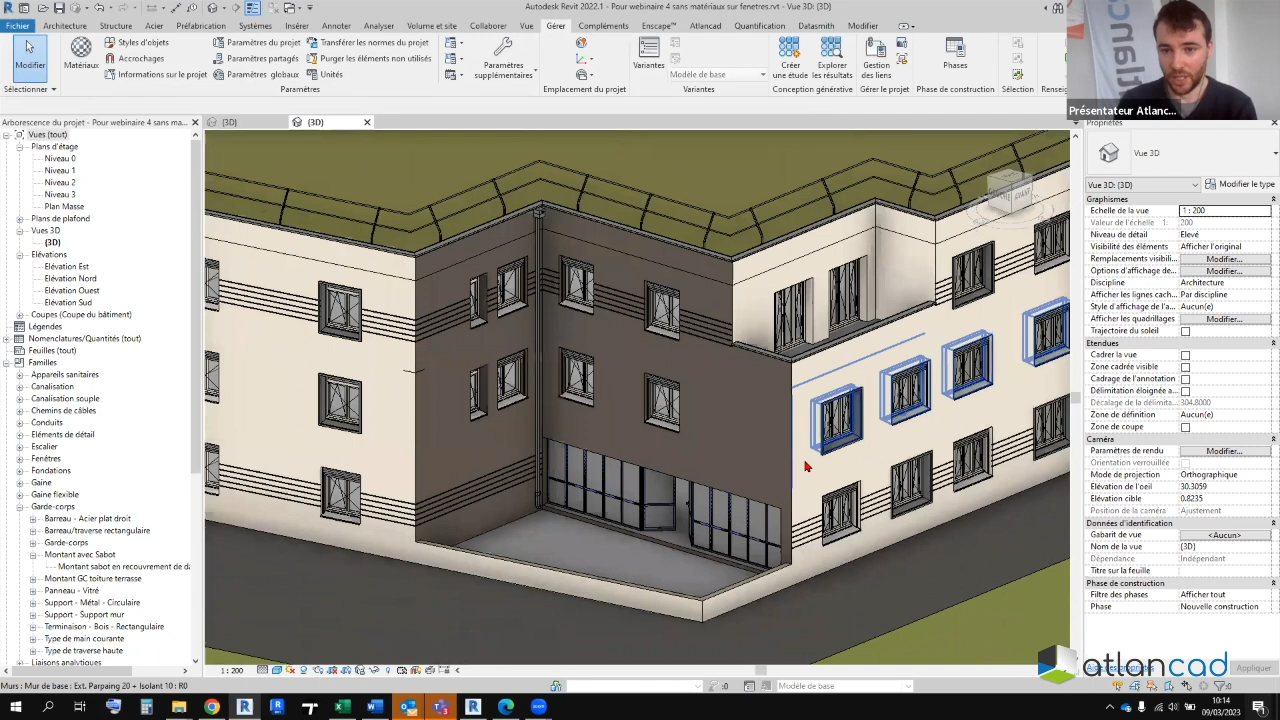 Autodesk Revit 2022.1 - Pour webinaire 4 sans matériaux sur fenetres.rvt - Vue 3D: {3D}
Fichier Architecture Structure Acier Préfabrication Systèmes Insérer Annoter Analyser Volume et site Collaborer Vue Gérer Compléments Enscape™ Atlancad Utilities Quantification Datasmith Modifier
Modifier
Sélectionner
Matériaux
Styles d'objets
Accrochages
Informations sur le projet
Paramètres du projet
Paramètres partagés
Paramètres globaux
Transférer les normes du projet
Purger les éléments non utilisés
Unités
Paramètres
Paramètres supplémentaires
Emplacement du projet
Variantes
Modèle de base
Variantes
Créer une étude
Explorer les résultats
Conception générative
Gestion des liens
Gérer le projet
Phases
Phase de construction
Sélection
Présentateur Atlanc...
Arborescence du projet - Pour webinaire 4 sans ma...
Vues (tout)
Plans d'étage
Niveau 0
Niveau 1
Niveau 2
Niveau 3
Plan Masse
Plans de plafond
Vues 3D
{3D}
Elévations
Elévation Est
Elévation Nord
Elévation Ouest
Elévation Sud
Coupes (Coupe du bâtiment)
Légendes
Nomenclatures/Quantités (tout)
Feuilles (tout)
Familles
Appareils sanitaires
Canalisation
Canalisation souple
Chemins de câbles
Conduits
Eléments de détail
Escalier
Fenêtres
Fondations
Gaine
Gaine flexible
Garde-corps
Barreau - Acier plat droit
Barreau/traverse rectangulaire
Garde-corps
Montant avec Sabot
Montant sabot en recouvrement de da
Montant GC toiture terrasse
Panneau - Vitré
Support - Métal - Circulaire
Support - Support mur
Terminaison - Bois - Rectangulaire
Type de main courante
Type de traverse haute
Liaisons analytiques
{3D}
{3D}
GAUCHE AVANT
Propriétés
Vue 3D
Vue 3D: {3D}
Modifier le type
Graphismes
Echelle de la vue 1 : 200
Valeur de l'échelle 1: 200
Niveau de détail Elevé
Visibilité des éléments Afficher l'original
Remplacements visibili... Modifier...
Options d'affichage de... Modifier...
Discipline Architecture
Afficher les lignes cach... Par discipline
Style d'affichage de l'a... Aucun(e)
Afficher les quadrillages Modifier...
Trajectoire du soleil
Etendues
Cadrer la vue
Zone cadrée visible
Cadrage de l'annotation
Délimitation éloignée a...
Décalage de la délimita... 304.8000
Zone de définition Aucun(e)
Zone de coupe
Caméra
Paramètres de rendu Modifier...
Orientation verrouillée
Mode de projection Orthographique
Elévation de l'oeil 30.3059
Elévation cible 0.8235
Position de la caméra Ajustement
Données d'identification
Gabarit de vue <Aucun>
Nom de la vue {3D}
Dépendance Indépendant
Titre sur la feuille
Phase de construction
Filtre des phases Afficher tout
Phase Nouvelle construction
Aide des propriétés
Appliquer
atlancad
1 : 200
Murs : Mur de base : Ext. Parpaing 20 + Isolant 10 : R0
:0
Modèle de base
:0
10:14
09/03/2023